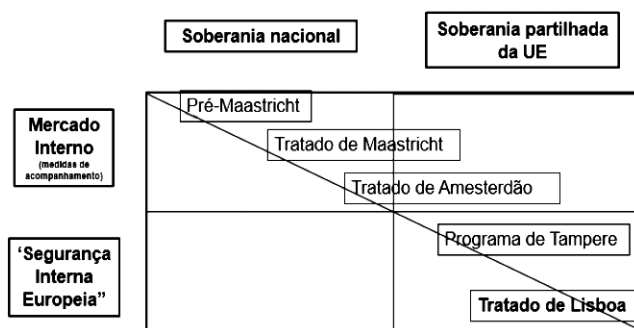 Soberania nacional
Soberania partilhada
da UE
Pré-Maastricht
Mercado
Interno
(medidas de
acompanhamento)
Tratado de Maastricht
Tratado de Amesterdão
‘Segurança
Interna
Europeia”
Programa de Tampere
Tratado de Lisboa